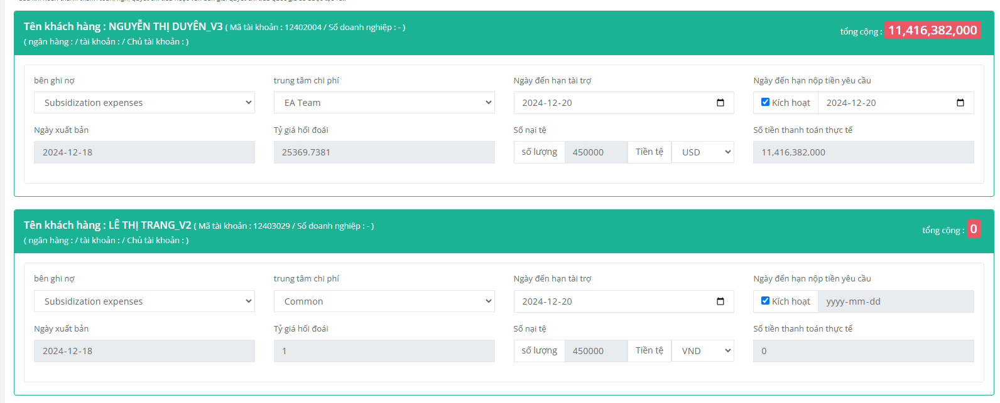 Tên khách hàng : NGUYỄN THỊ DUYÊN_V3 ( Mã tài khoản : 12402004 / Số doanh nghiệp : - )
( ngân hàng : / tài khoản : / Chủ tài khoản : )
tổng cộng : 11,416,382,000
bên ghi nợ
trung tâm chi phí
Ngày đến hạn tài trợ
Ngày đến hạn nộp tiền yêu cầu
Subsidization expenses
EA Team
2024-12-20
Kích hoạt 2024-12-20
Ngày xuất bản
Tỷ giá hối đoái
Số nại tệ
Số tiền thanh toán thực tế
2024-12-18
25369.7381
số lượng 450000 Tiền tệ USD
11,416,382,000
Tên khách hàng : LÊ THỊ TRANG_V2 ( Mã tài khoản : 12403029 / Số doanh nghiệp : - )
( ngân hàng : / tài khoản : / Chủ tài khoản : )
tổng cộng : 0
bên ghi nợ
trung tâm chi phí
Ngày đến hạn tài trợ
Ngày đến hạn nộp tiền yêu cầu
Subsidization expenses
Common
2024-12-20
Kích hoạt yyyy-mm-dd
Ngày xuất bản
Tỷ giá hối đoái
Số nại tệ
Số tiền thanh toán thực tế
2024-12-18
1
số lượng 450000 Tiền tệ VND
0